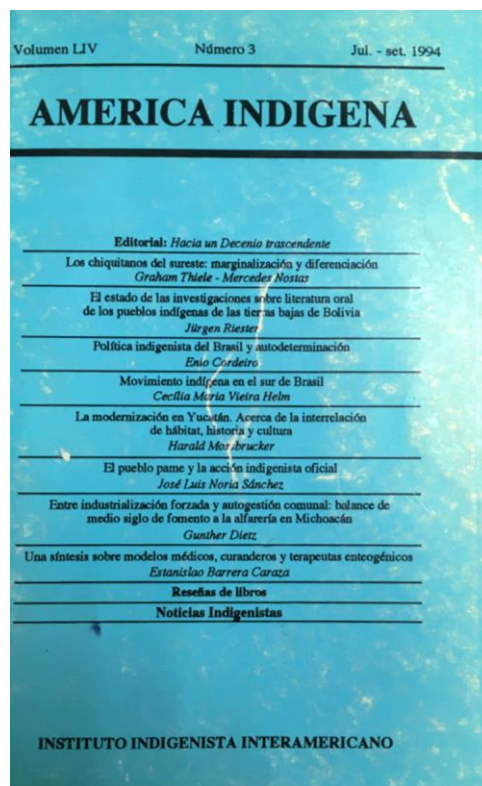 Volumen LIV Número 3 Jul. - set. 1994
AMERICA INDIGENA
Editorial: Hacia un Decenio trascendente
Los chiquitanos del sureste: marginalización y diferenciación
Graham Thiele - Mercedes Nostas
El estado de las investigaciones sobre literatura oral
de los pueblos indígenas de las tierras bajas de Bolivia
Jürgen Riester
Política indigenista del Brasil y autodeterminación
Enio Cordeiro
Movimiento indígena en el sur de Brasil
Cecília Maria Vieira Helm
La modernización en Yucatán. Acerca de la interrelación
de hábitat, historia y cultura
Harald Mossbrucker
El pueblo pame y la acción indigenista oficial
José Luis Noria Sánchez
Entre industrialización forzada y autogestión comunal: balance de
medio siglo de fomento a la alfarería en Michoacán
Gunther Dietz
Una síntesis sobre modelos médicos, curanderos y terapeutas enteogénicos
Estanislao Barrera Caraza
Reseñas de libros
Noticias Indigenistas
INSTITUTO INDIGENISTA INTERAMERICANO